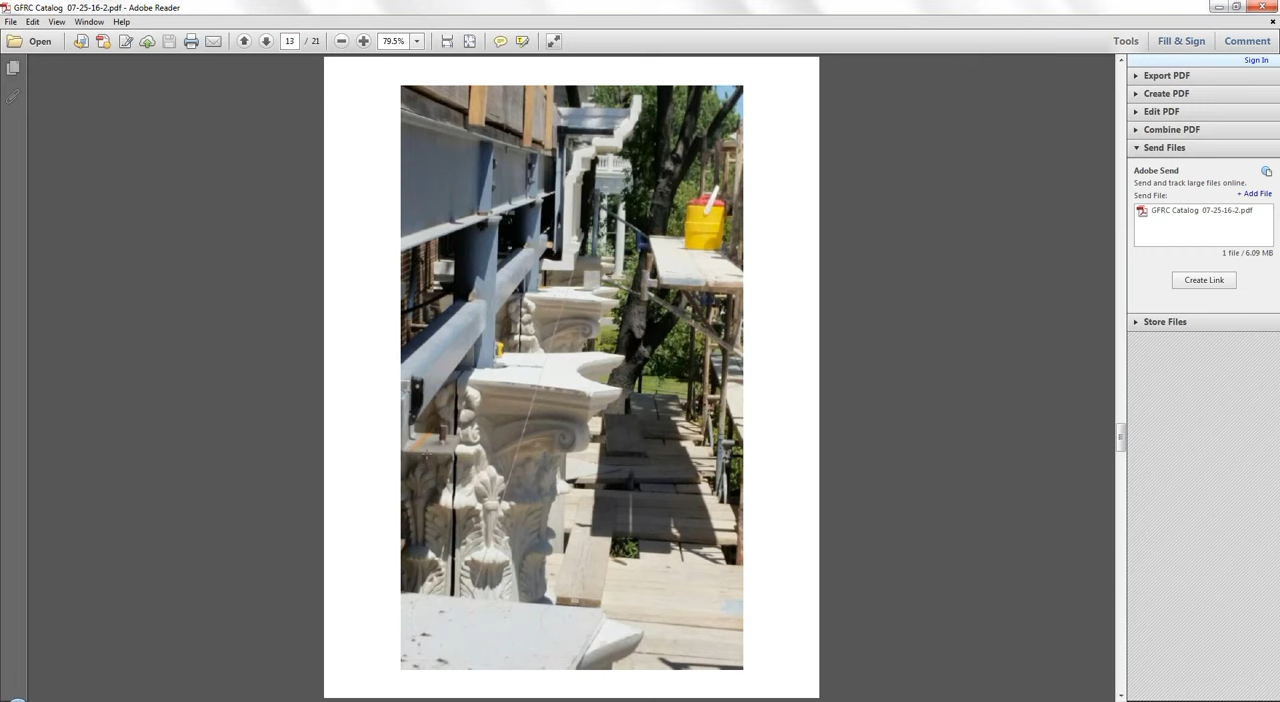 GFRC Catalog 07-25-16-2.pdf - Adobe Reader
File Edit View Window Help
Open 13 / 21 79.5% Tools Fill & Sign Comment
Sign In
Export PDF
Create PDF
Edit PDF
Combine PDF
Send Files
Adobe Send
Send and track large files online.
Send File: + Add File
GFRC Catalog 07-25-16-2.pdf
1 file / 6.09 MB
Create Link
Store Files